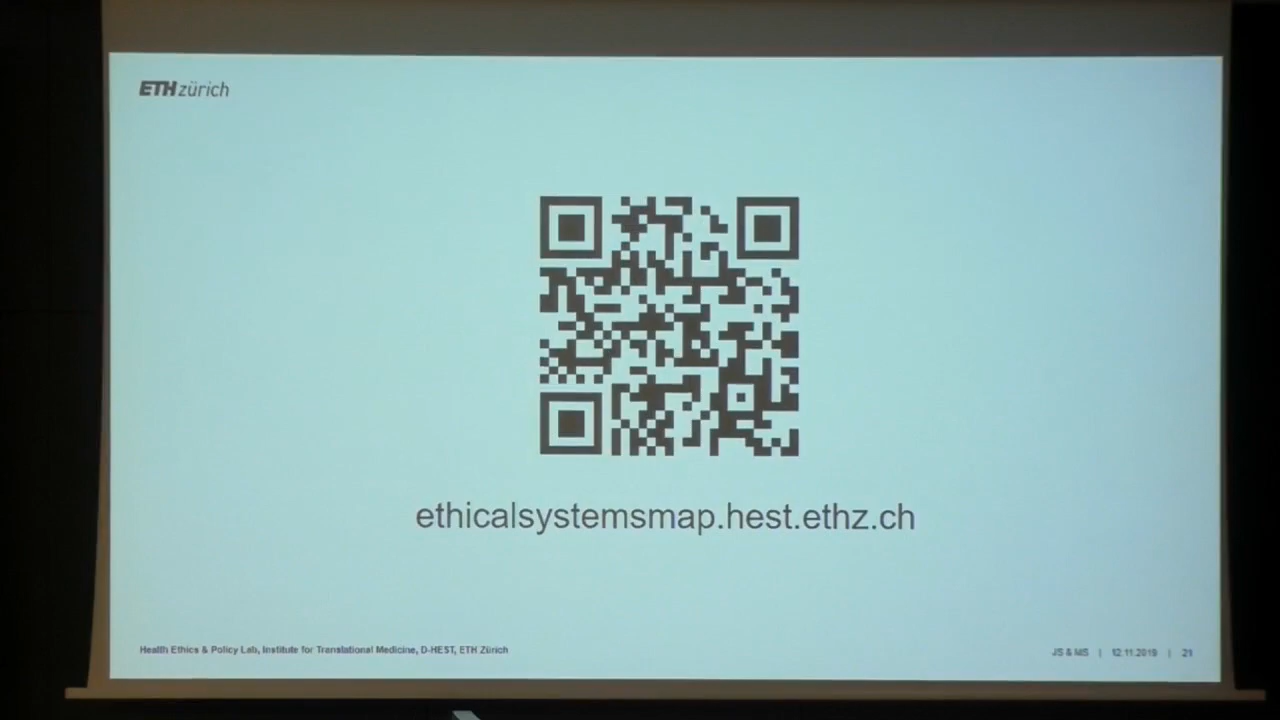 ETH zürich
ethicalsystemsmap.hest.ethz.ch
Health Ethics & Policy Lab, Institute for Translational Medicine, D-HEST, ETH Zürich
JS & MS | 12.11.2019 | 21